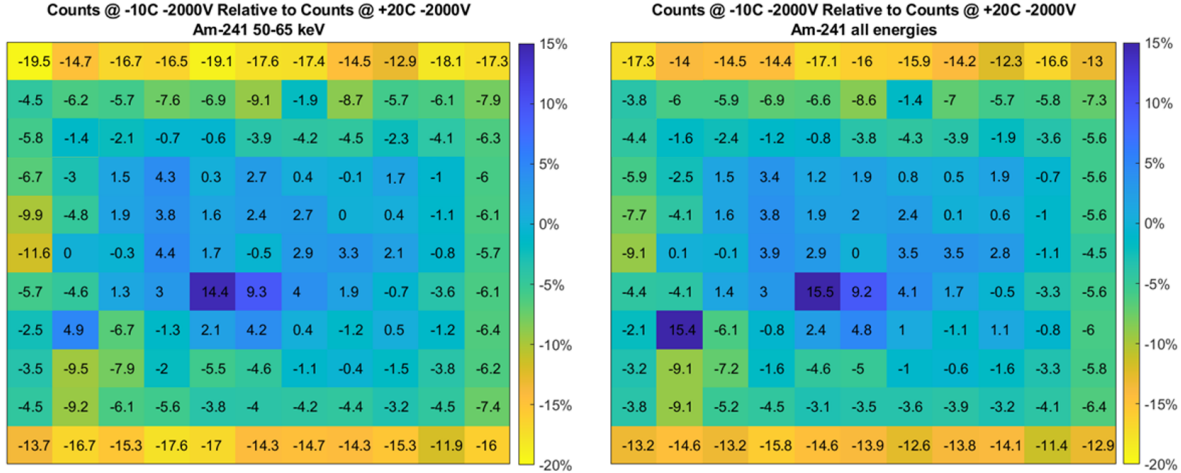 Counts @ -10C -2000V Relative to Counts @ +20C -2000V
Am-241 50-65 keV
-19.5 -14.7 -16.7 -16.5 -19.1 -17.6 -17.4 -14.5 -12.9 -18.1 -17.3
-4.5 -6.2 -5.7 -7.6 -6.9 -9.1 -1.9 -8.7 -5.7 -6.1 -7.9
-5.8 -1.4 -2.1 -0.7 -0.6 -3.9 -4.2 -4.5 -2.3 -4.1 -6.3
-6.7 -3 1.5 4.3 0.3 2.7 0.4 -0.1 1.7 -1 -6
-9.9 -4.8 1.9 3.8 1.6 2.4 2.7 0 0.4 -1.1 -6.1
-11.6 0 -0.3 4.4 1.7 -0.5 2.9 3.3 2.1 -0.8 -5.7
-5.7 -4.6 1.3 3 14.4 9.3 4 1.9 -0.7 -3.6 -6.1
-2.5 4.9 -6.7 -1.3 2.1 4.2 0.4 -1.2 0.5 -1.2 -6.4
-3.5 -9.5 -7.9 -2 -5.5 -4.6 -1.1 -0.4 -1.5 -3.8 -6.2
-4.5 -9.2 -6.1 -5.6 -3.8 -4 -4.2 -4.4 -3.2 -4.5 -7.4
-13.7 -16.7 -15.3 -17.6 -17 -14.3 -14.7 -14.3 -15.3 -11.9 -16
15%
10%
5%
0%
-5%
-10%
-15%
-20%
Counts @ -10C -2000V Relative to Counts @ +20C -2000V
Am-241 all energies
-17.3 -14 -14.5 -14.4 -17.1 -16 -15.9 -14.2 -12.3 -16.6 -13
-3.8 -6 -5.9 -6.9 -6.6 -8.6 -1.4 -7 -5.7 -5.8 -7.3
-4.4 -1.6 -2.4 -1.2 -0.8 -3.8 -4.3 -3.9 -1.9 -3.6 -5.6
-5.9 -2.5 1.5 3.4 1.2 1.9 0.8 0.5 1.9 -0.7 -5.6
-7.7 -4.1 1.6 3.8 1.9 2 2.4 0.1 0.6 -1 -5.6
-9.1 0.1 -0.1 3.9 2.9 0 3.5 3.5 2.8 -1.1 -4.5
-4.4 -4.1 1.4 3 15.5 9.2 4.1 1.7 -0.5 -3.3 -5.6
-2.1 15.4 -6.1 -0.8 2.4 4.8 1 -1.1 1.1 -0.8 -6
-3.2 -9.1 -7.2 -1.6 -4.6 -5 -1 -0.6 -1.6 -3.3 -5.8
-3.8 -9.1 -5.2 -4.5 -3.1 -3.5 -3.6 -3.9 -3.2 -4.1 -6.4
-13.2 -14.6 -13.2 -15.8 -14.6 -13.9 -12.6 -13.8 -14.1 -11.4 -12.9
15%
10%
5%
0%
-5%
-10%
-15%
-20%